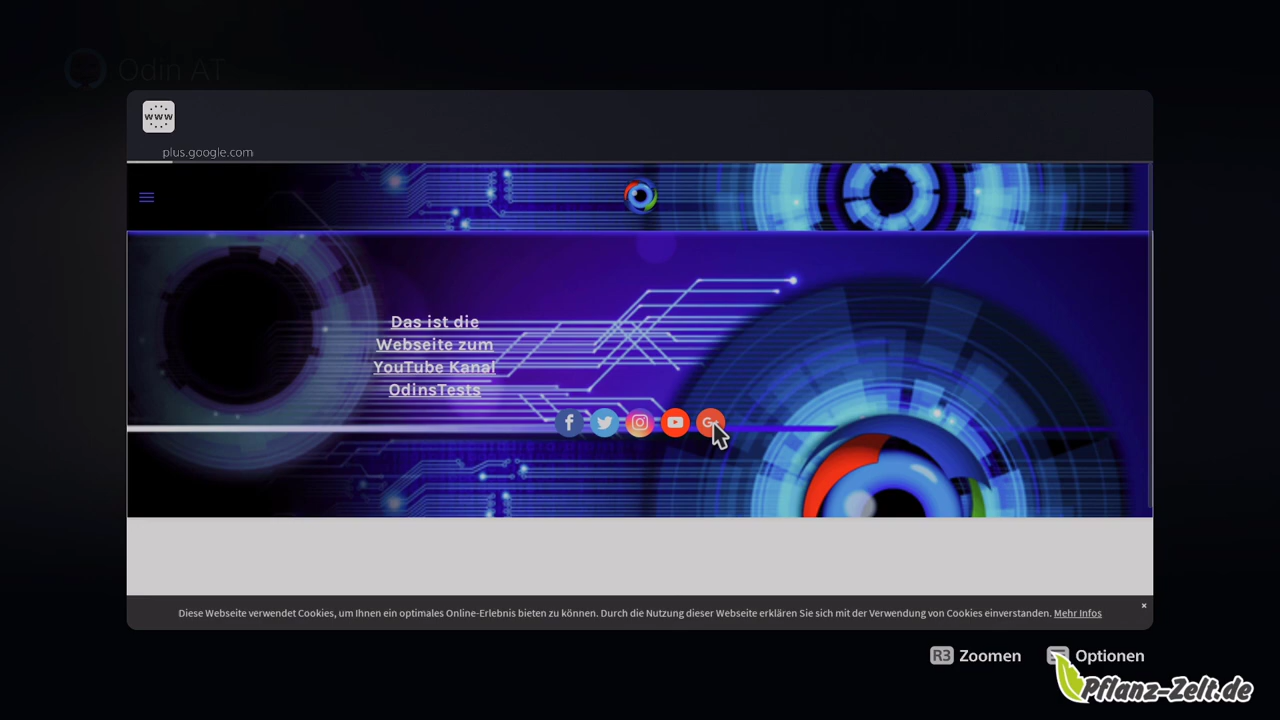 Odin AT
www
plus.google.com
Das ist die
Webseite zum
YouTube Kanal
OdinsTests
Diese Webseite verwendet Cookies, um Ihnen ein optimales Online-Erlebnis bieten zu können. Durch die Nutzung dieser Webseite erklären Sie sich mit der Verwendung von Cookies einverstanden. Mehr Infos
R3 Zoomen
Optionen
Pflanz-Zelt.de